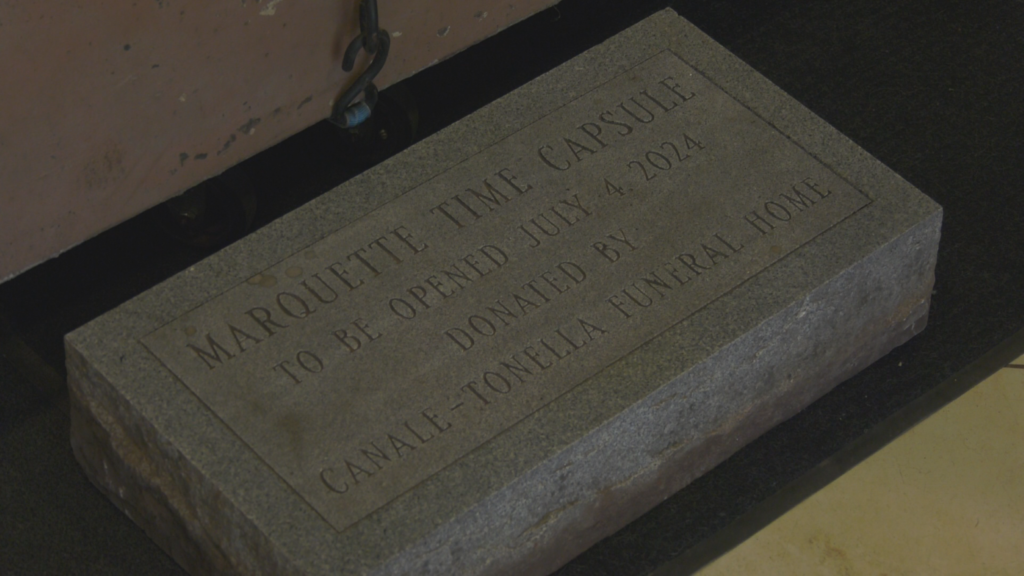 MARQUETTE TIME CAPSULE
TO BE OPENED JULY 4, 2024
DONATED BY
CANALE-TONELLA FUNERAL HOME